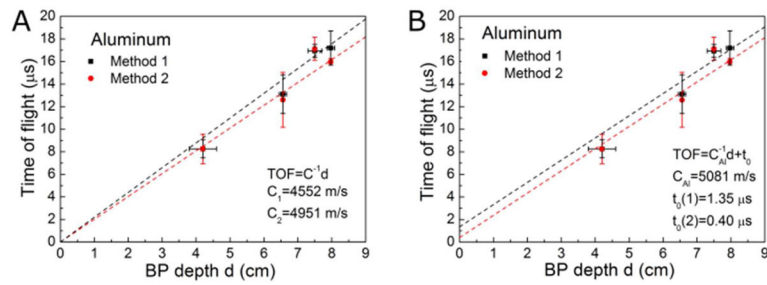 A
Aluminum
Method 1
Method 2
TOF=C⁻¹d
C₁=4552 m/s
C₂=4951 m/s
Time of flight (μs)
20
18
16
14
12
10
8
6
4
2
0
0 1 2 3 4 5 6 7 8 9
BP depth d (cm)
B
Aluminum
Method 1
Method 2
TOF=C⁻¹_Al d+t₀
C_Al=5081 m/s
t₀(1)=1.35 μs
t₀(2)=0.40 μs
Time of flight (μs)
20
18
16
14
12
10
8
6
4
2
0
0 1 2 3 4 5 6 7 8 9
BP depth d (cm)